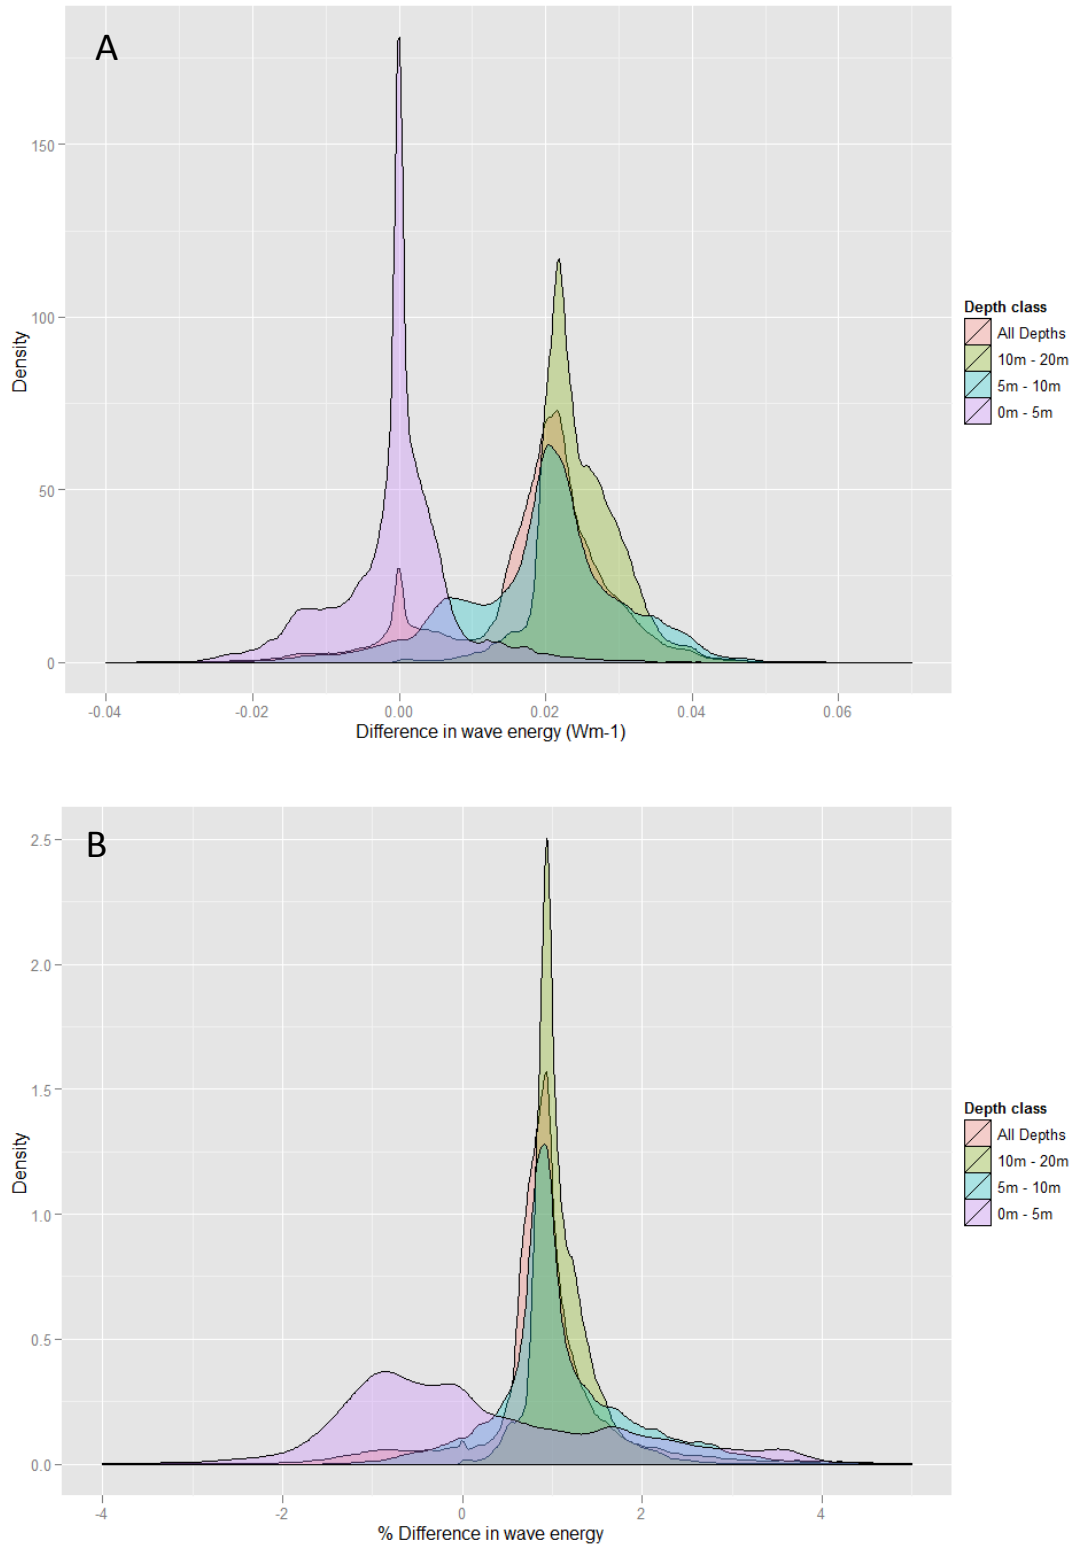 A
150
100
50
0
Density
-0.04
-0.02
0.00
0.02
0.04
0.06
Difference in wave energy (Wm-1)
Depth class
All Depths
10m - 20m
5m - 10m
0m - 5m
B
2.5
2.0
1.5
1.0
0.5
0.0
Density
-4
-2
0
2
4
% Difference in wave energy
Depth class
All Depths
10m - 20m
5m - 10m
0m - 5m